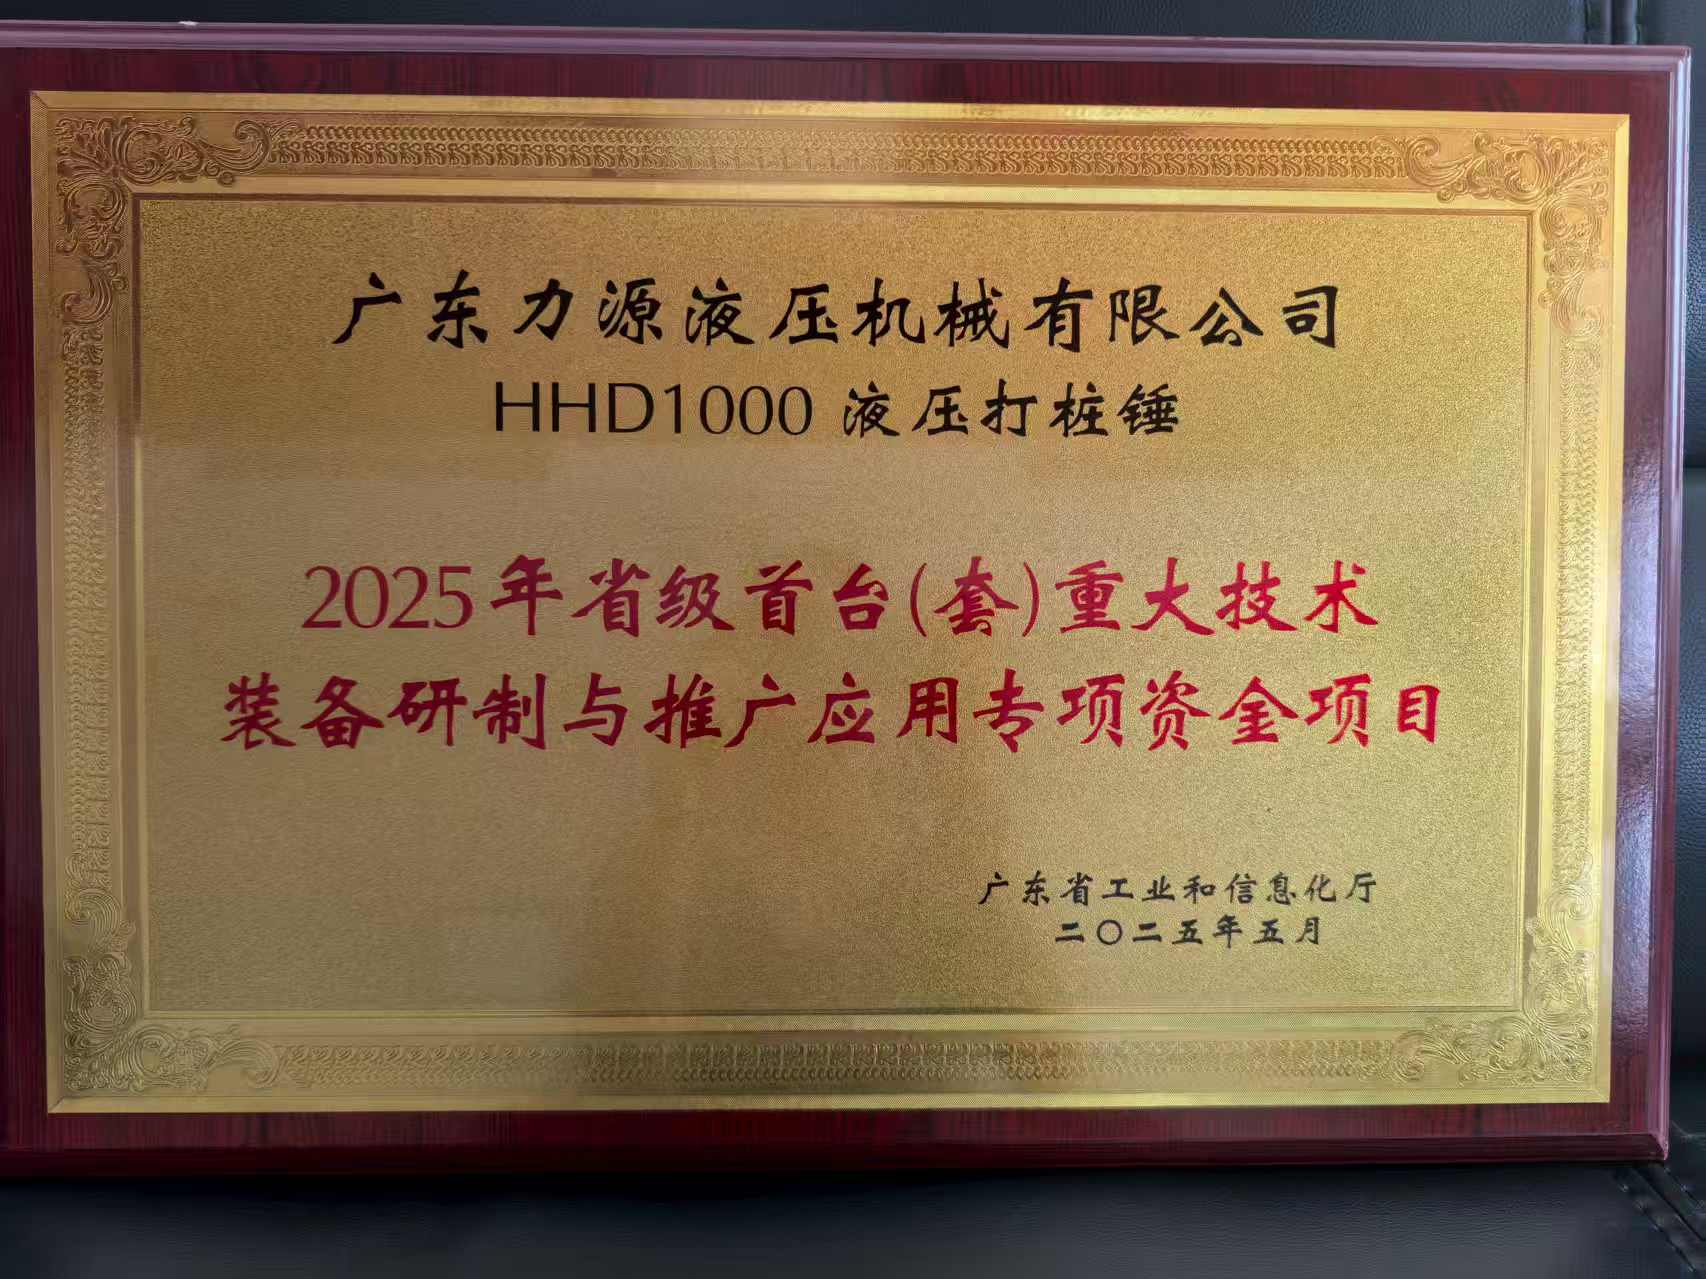 广东力源液压机械有限公司
HHD1000 液压打桩锤
2025年省级首台(套)重大技术
装备研制与推广应用专项资金项目
广东省工业和信息化厅
二〇二五年五月